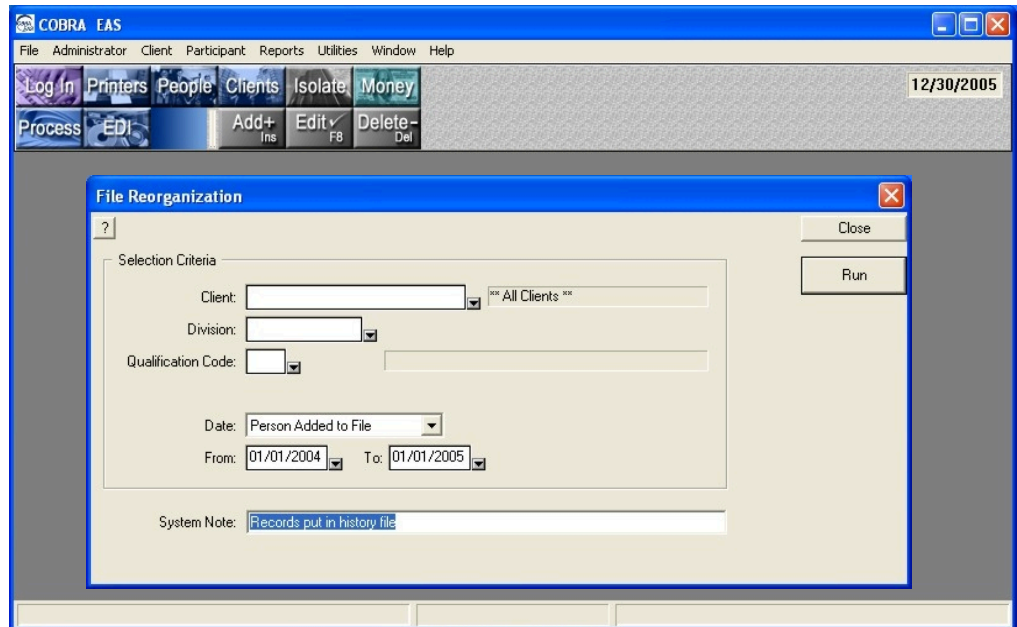 COBRA EAS
File Administrator Client Participant Reports Utilities Window Help
Log In Printers People Clients Isolate Money
12/30/2005
Process EDI Add+ Ins Edit✓ F8 Delete- Del
File Reorganization
? Close
Selection Criteria
Run
Client: ** All Clients **
Division:
Qualification Code:
Date: Person Added to File
From: 01/01/2004 To: 01/01/2005
System Note: Records put in history file